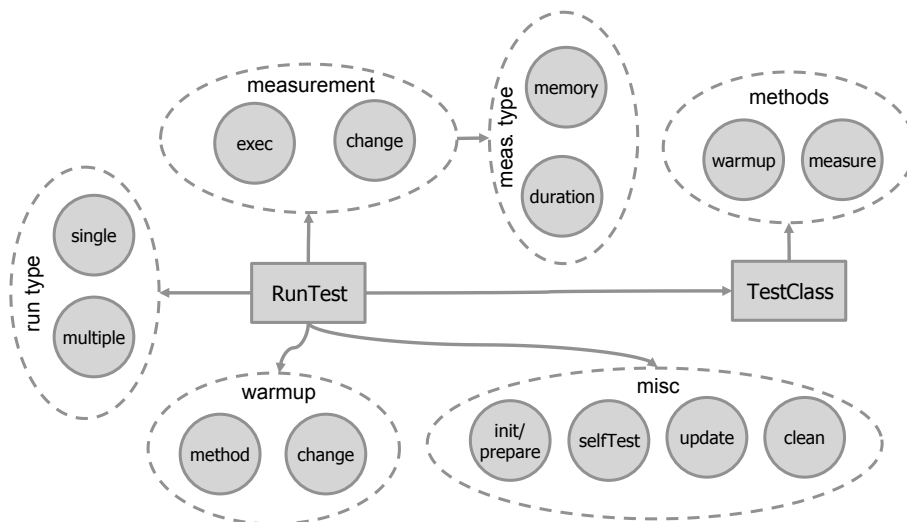 measurement
exec
change
meas. type
memory
duration
methods
warmup
measure
run type
single
multiple
RunTest
TestClass
warmup
method
change
misc
init/
prepare
selfTest
update
clean